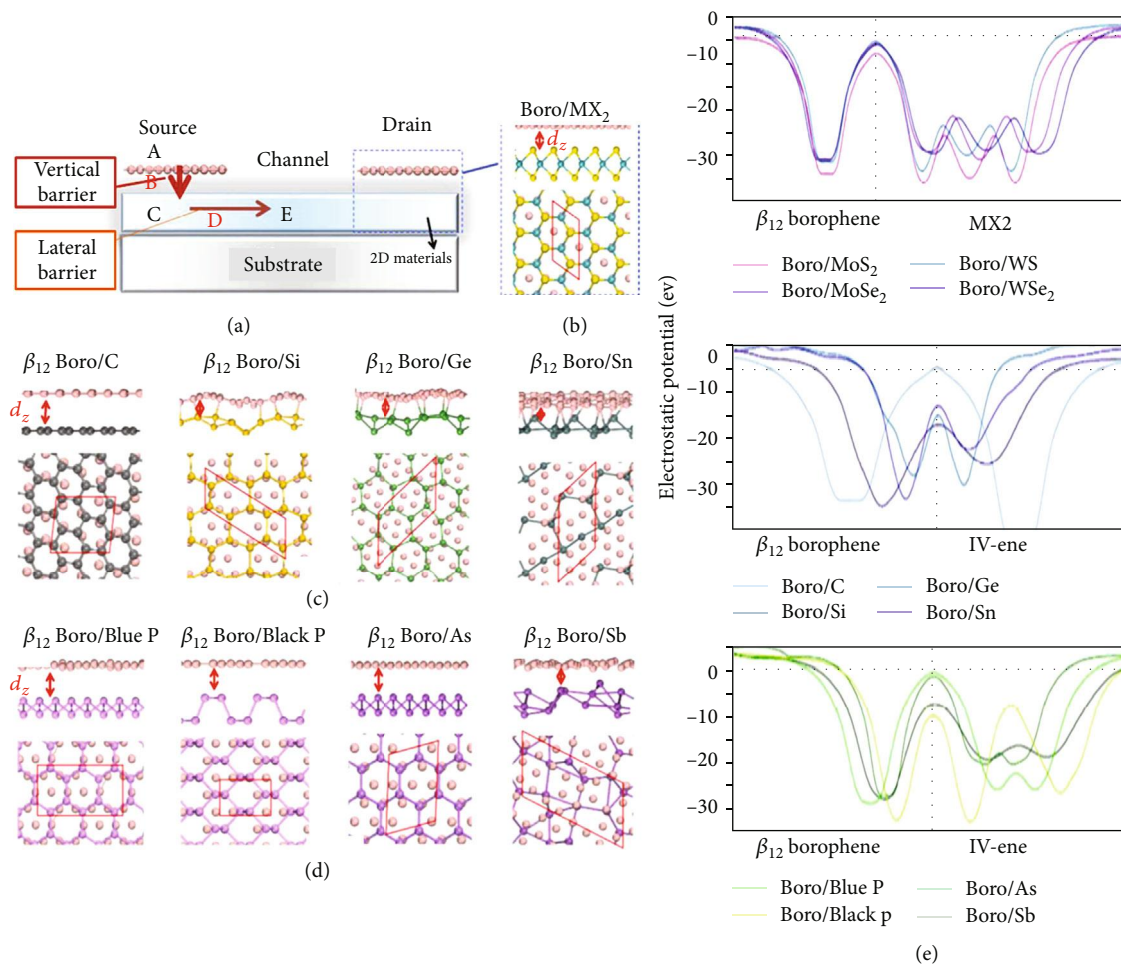 Source
A
Channel
Drain
Vertical
barrier
B
C
D
E
Lateral
barrier
2D materials
Substrate
(a)
Boro/MX₂
d_z
(b)
β₁₂ Boro/C
β₁₂ Boro/Si
β₁₂ Boro/Ge
β₁₂ Boro/Sn
d_z
(c)
β₁₂ Boro/Blue P
β₁₂ Boro/Black P
β₁₂ Boro/As
β₁₂ Boro/Sb
d_z
(d)
Electrostatic potential (ev)
0
−10
−20
−30
β₁₂ borophene
MX2
Boro/MoS₂
Boro/WS
Boro/MoSe₂
Boro/WSe₂
0
−10
−20
−30
β₁₂ borophene
IV-ene
Boro/C
Boro/Ge
Boro/Si
Boro/Sn
0
−10
−20
−30
β₁₂ borophene
IV-ene
Boro/Blue P
Boro/As
Boro/Black p
Boro/Sb
(e)